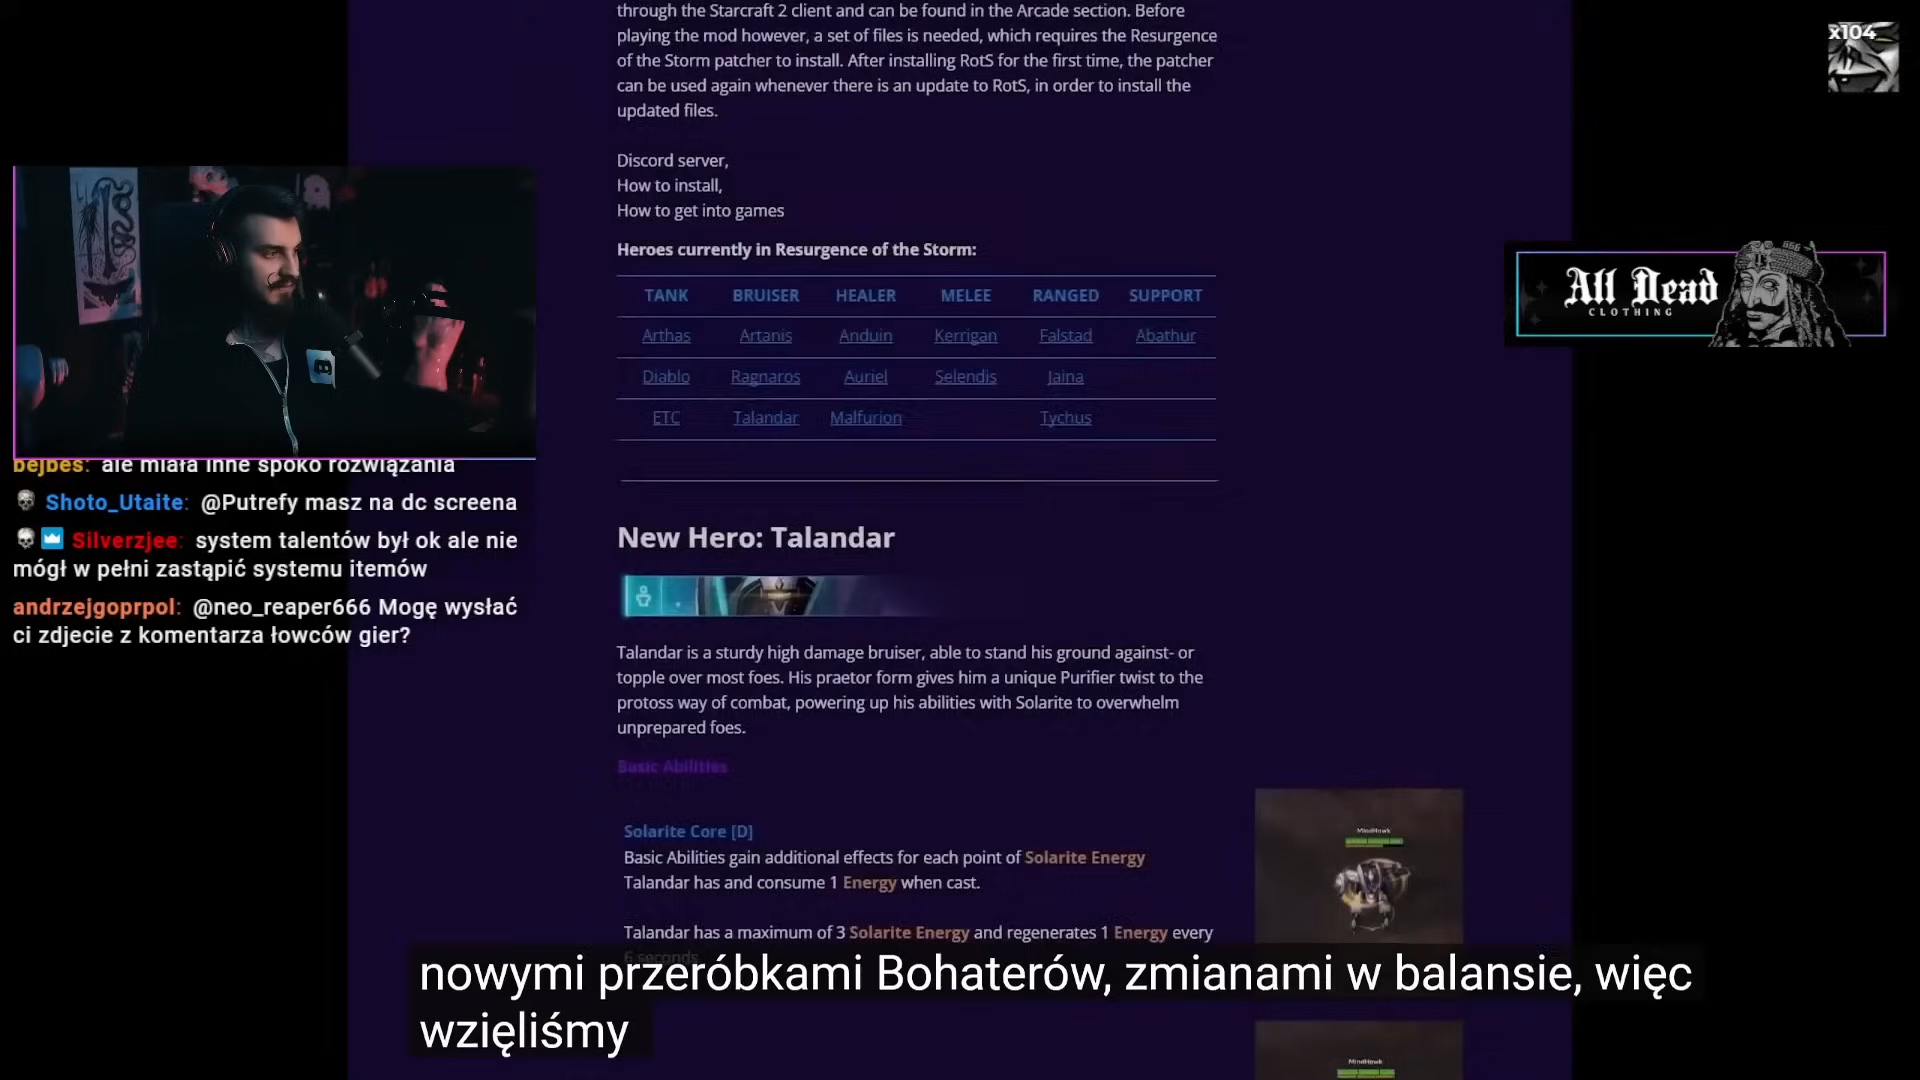 through the Starcraft 2 client and can be found in the Arcade section. Before
playing the mod however, a set of files is needed, which requires the Resurgence
of the Storm patcher to install. After installing RotS for the first time, the patcher
can be used again whenever there is an update to RotS, in order to install the
updated files.
x104
Discord server,
How to install,
How to get into games
Heroes currently in Resurgence of the Storm:
TANK BRUISER HEALER MELEE RANGED SUPPORT
Arthas Artanis Anduin Kerrigan Falstad Abathur
Diablo Ragnaros Auriel Selendis Jaina
ETC Talandar Malfurion Tychus
All Dead
CLOTHING
666
bejbes: ale miała inne spoko rozwiązania
Shoto_Utaite: @Putrefy masz na dc screena
Silverzjee: system talentów był ok ale nie
mógł w pełni zastąpić systemu itemów
andrzejgoprpol: @neo_reaper666 Mogę wysłać
ci zdjecie z komentarza łowców gier?
New Hero: Talandar
Talandar is a sturdy high damage bruiser, able to stand his ground against- or
topple over most foes. His praetor form gives him a unique Purifier twist to the
protoss way of combat, powering up his abilities with Solarite to overwhelm
unprepared foes.
Basic Abilities
Solarite Core [D]
Basic Abilities gain additional effects for each point of Solarite Energy
Talandar has and consume 1 Energy when cast.
Talandar has a maximum of 3 Solarite Energy and regenerates 1 Energy every
6 seconds.
MindHawk
MindHawk
nowymi przeróbkami Bohaterów, zmianami w balansie, więc
wzięliśmy